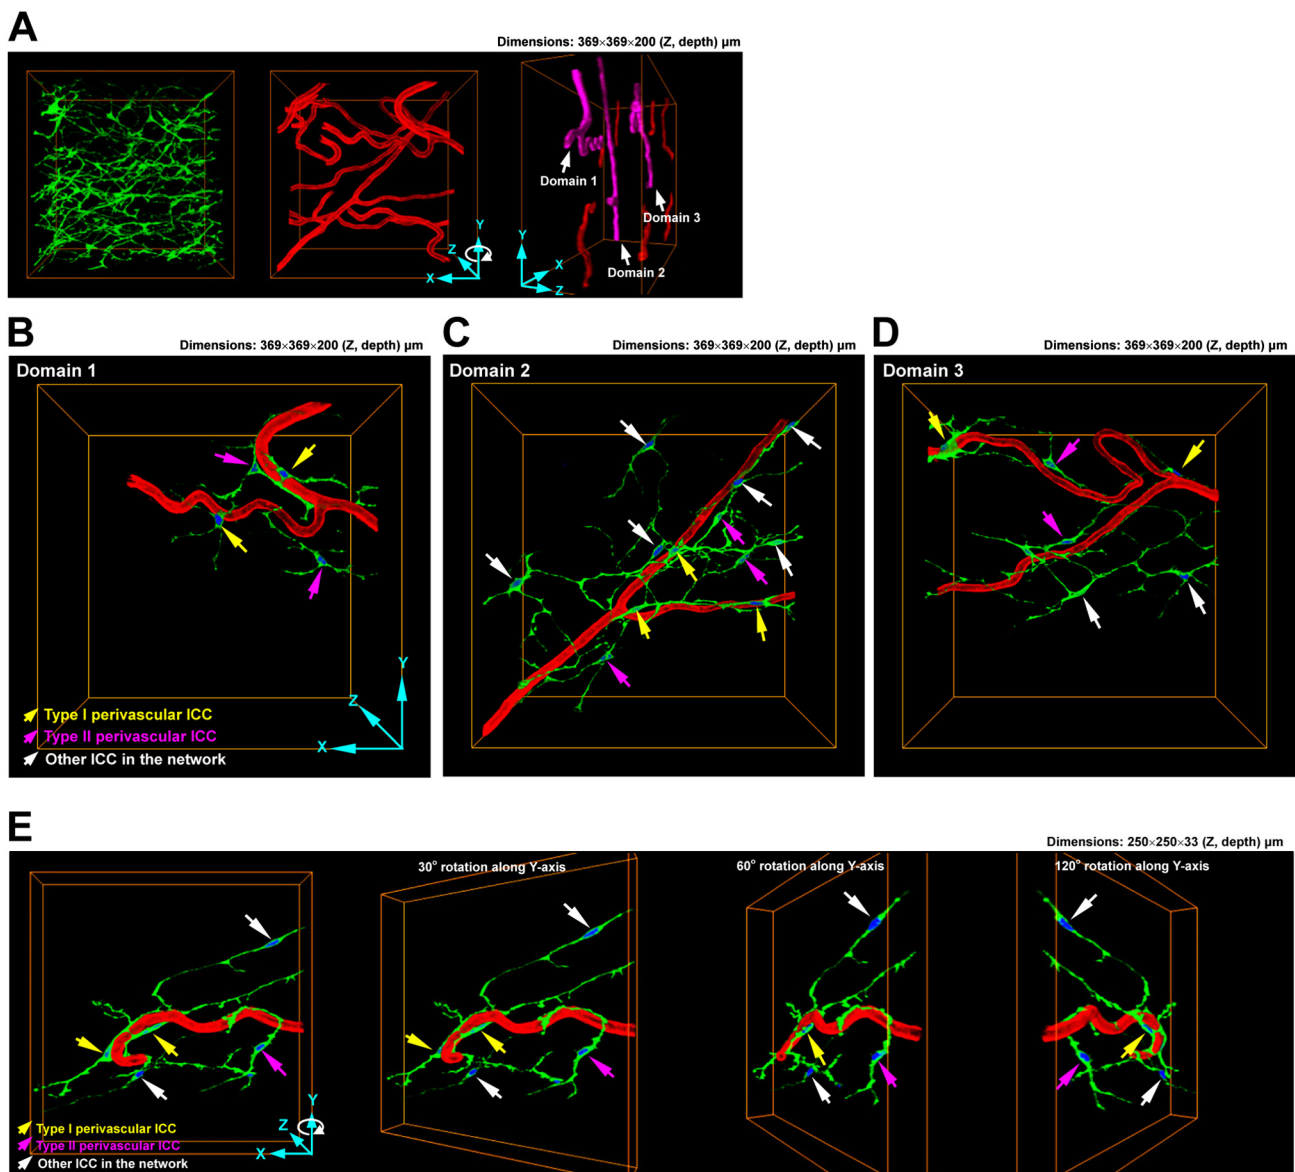 A
Dimensions: 369×369×200 (Z, depth) µm
Domain 1
Domain 3
Domain 2
Y
Z
X
Y
X
Z
B
Dimensions: 369×369×200 (Z, depth) µm
Domain 1
Y
Z
X
Type I perivascular ICC
Type II perivascular ICC
Other ICC in the network
C
Dimensions: 369×369×200 (Z, depth) µm
Domain 2
D
Dimensions: 369×369×200 (Z, depth) µm
Domain 3
E
Dimensions: 250×250×33 (Z, depth) µm
30° rotation along Y-axis
60° rotation along Y-axis
120° rotation along Y-axis
Y
Z
X
Type I perivascular ICC
Type II perivascular ICC
Other ICC in the network